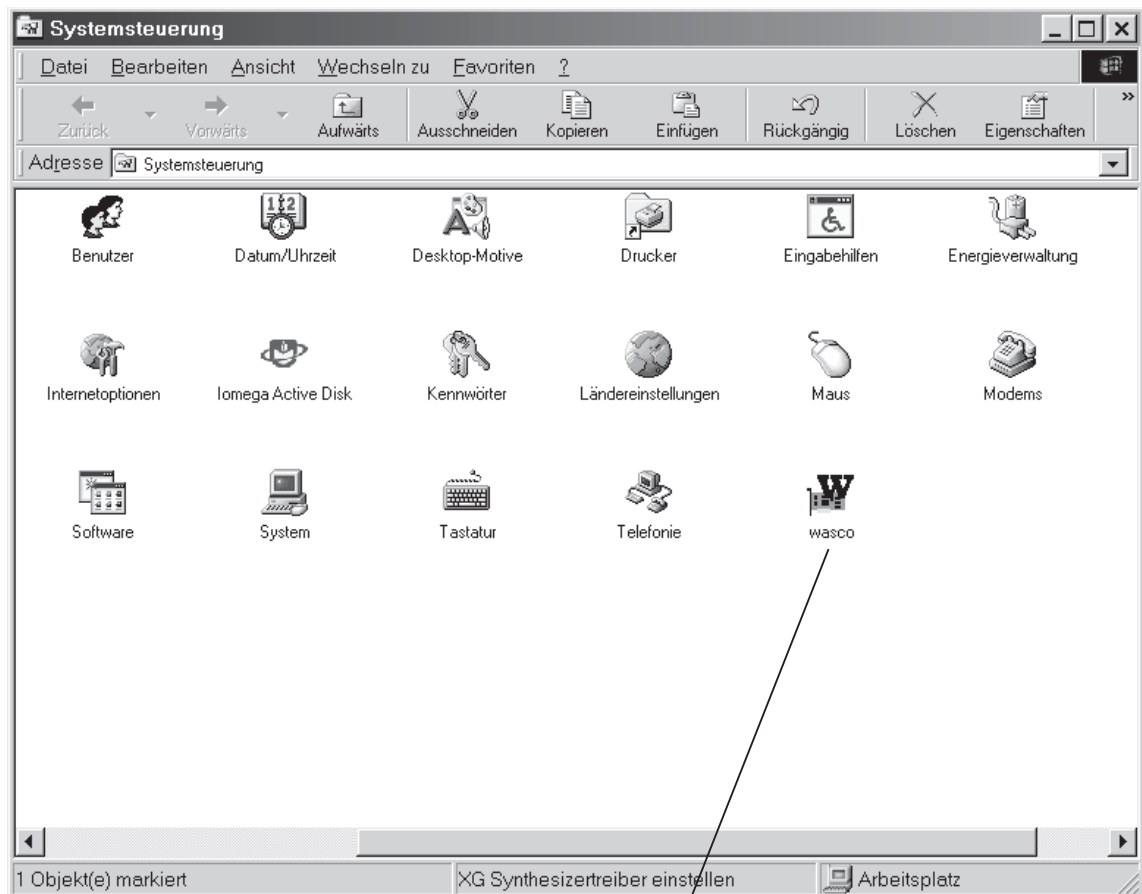 Systemsteuerung
Datei Bearbeiten Ansicht Wechseln zu Favoriten ?
Zurück Vorwärts Aufwärts Ausschneiden Kopieren Einfügen Rückgängig Löschen Eigenschaften »
Adresse Systemsteuerung
Benutzer Datum/Uhrzeit Desktop-Motive Drucker Eingabehilfen Energieverwaltung
Internetoptionen Iomega Active Disk Kennwörter Ländereinstellungen Maus Modems
Software System Tastatur Telefonie wasco
1 Objekt(e) markiert XG Synthesizertreiber einstellen Arbeitsplatz